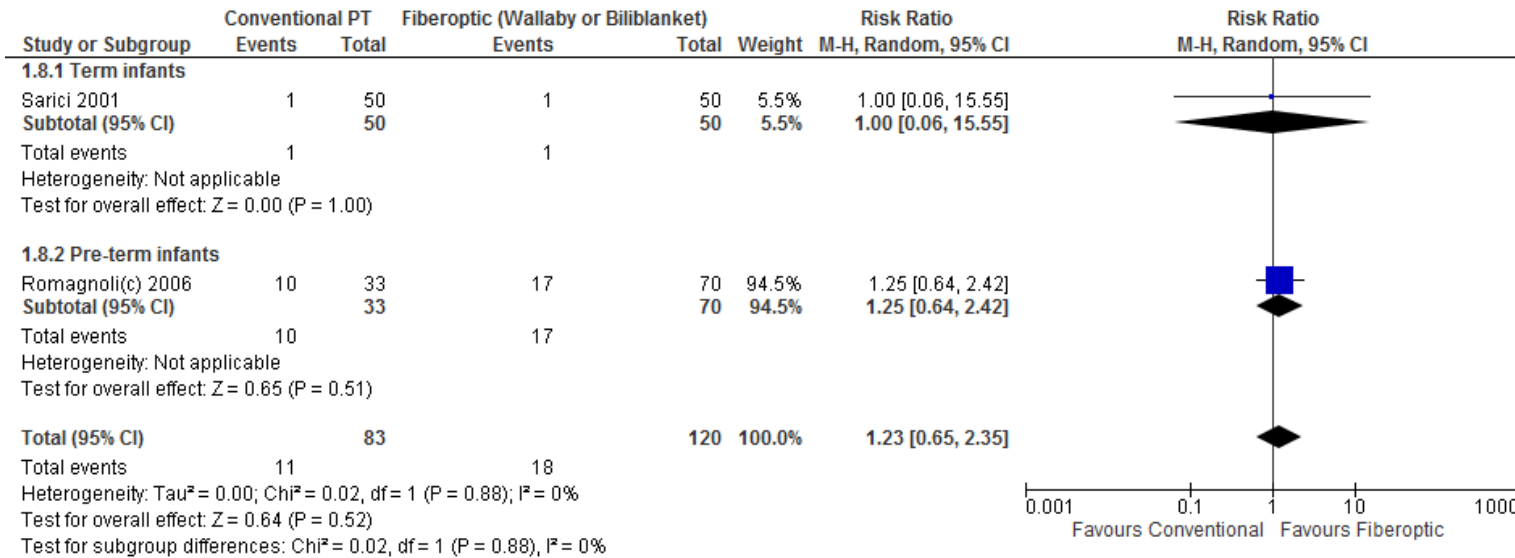 Conventional PT Fiberoptic (Wallaby or Biliblanket) Risk Ratio Risk Ratio
Study or Subgroup Events Total Events Total Weight M-H, Random, 95% CI M-H, Random, 95% CI
1.8.1 Term infants
Sarici 2001 1 50 1 50 5.5% 1.00 [0.06, 15.55]
Subtotal (95% CI) 50 50 5.5% 1.00 [0.06, 15.55]
Total events 1 1
Heterogeneity: Not applicable
Test for overall effect: Z = 0.00 (P = 1.00)
1.8.2 Pre-term infants
Romagnoli(c) 2006 10 33 17 70 94.5% 1.25 [0.64, 2.42]
Subtotal (95% CI) 33 70 94.5% 1.25 [0.64, 2.42]
Total events 10 17
Heterogeneity: Not applicable
Test for overall effect: Z = 0.65 (P = 0.51)
Total (95% CI) 83 120 100.0% 1.23 [0.65, 2.35]
Total events 11 18
Heterogeneity: Tau² = 0.00; Chi² = 0.02, df = 1 (P = 0.88); I² = 0%
Test for overall effect: Z = 0.64 (P = 0.52)
Test for subgroup differences: Chi² = 0.02, df = 1 (P = 0.88), I² = 0%
0.001 0.1 1 10 1000
Favours Conventional Favours Fiberoptic